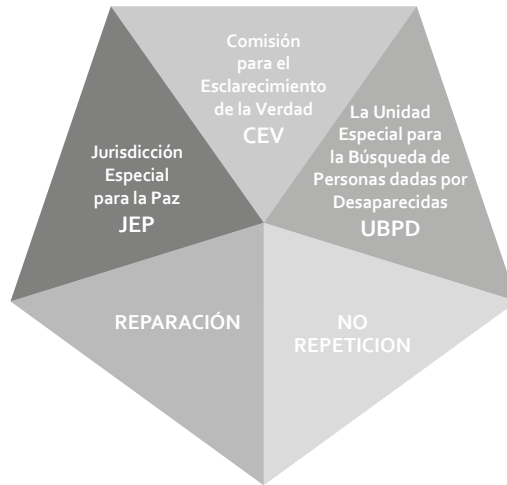 Comisión
para el
Esclarecimiento
de la Verdad
CEV
Jurisdicción
Especial
para la Paz
JEP
La Unidad
Especial para
la Búsqueda de
Personas dadas por
Desaparecidas
UBPD
REPARACIÓN
NO
REPETICION